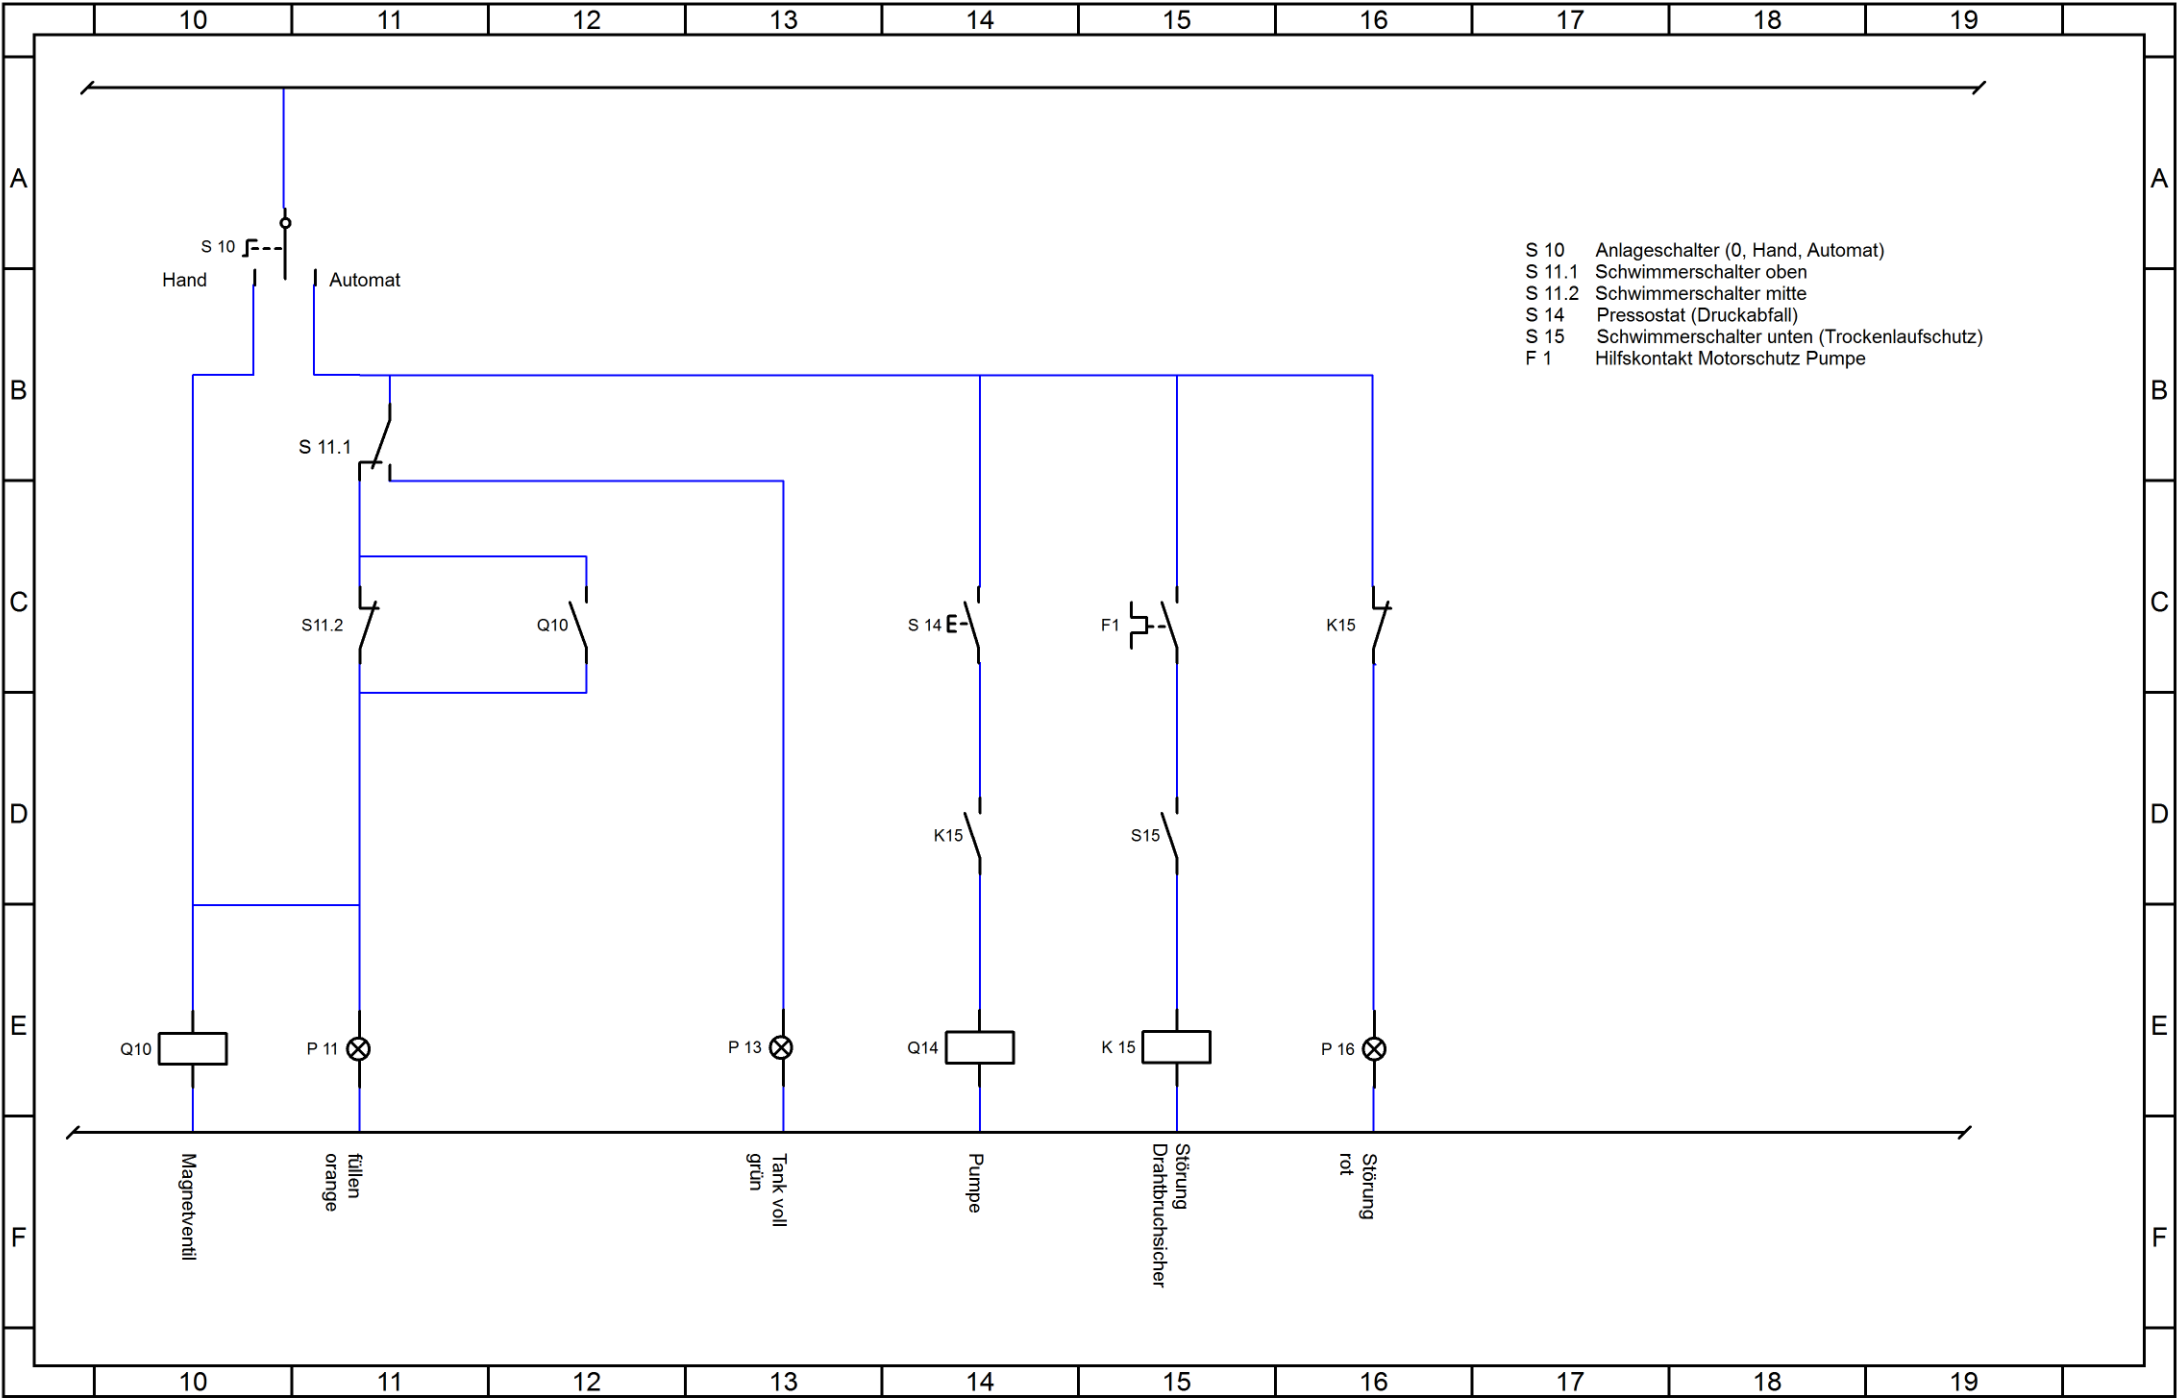 10 11 12 13 14 15 16 17 18 19
A A
S 10
Hand Automat
S 10 Anlageschalter (0, Hand, Automat)
S 11.1 Schwimmerschalter oben
S 11.2 Schwimmerschalter mitte
S 14 Pressostat (Druckabfall)
S 15 Schwimmerschalter unten (Trockenlaufschutz)
F 1 Hilfskontakt Motorschutz Pumpe
B B
S 11.1
C C
S11.2 Q10 S 14 F1 K15
D D
K15 S15
E E
Q10 P 11 P 13 Q14 K 15 P 16
Magnetventil
füllen
orange
Tank voll
grün
Pumpe
Störung
Drahtbruchsicher
Störung
rot
F F
10 11 12 13 14 15 16 17 18 19